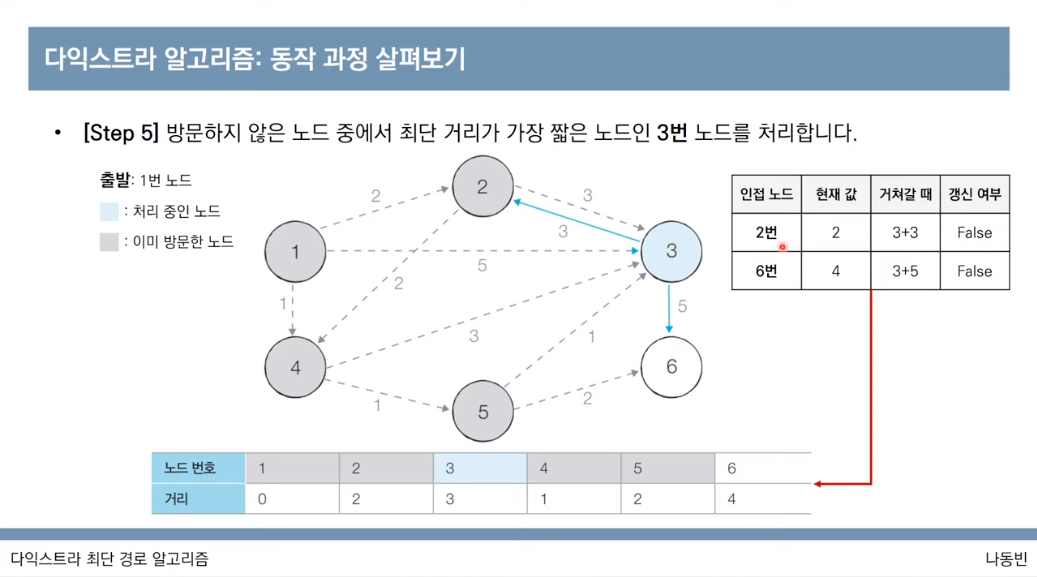 다익스트라 알고리즘: 동작 과정 살펴보기
• [Step 5] 방문하지 않은 노드 중에서 최단 거리가 가장 짧은 노드인 3번 노드를 처리합니다.
출발: 1번 노드
: 처리 중인 노드
: 이미 방문한 노드
1
2
3
4
5
6
2
3
3
5
2
1
3
1
1
2
5
인접 노드 현재 값 거쳐갈 때 갱신 여부
2번 2 3+3 False
6번 4 3+5 False
노드 번호 1 2 3 4 5 6
거리 0 2 3 1 2 4
다익스트라 최단 경로 알고리즘
나동빈